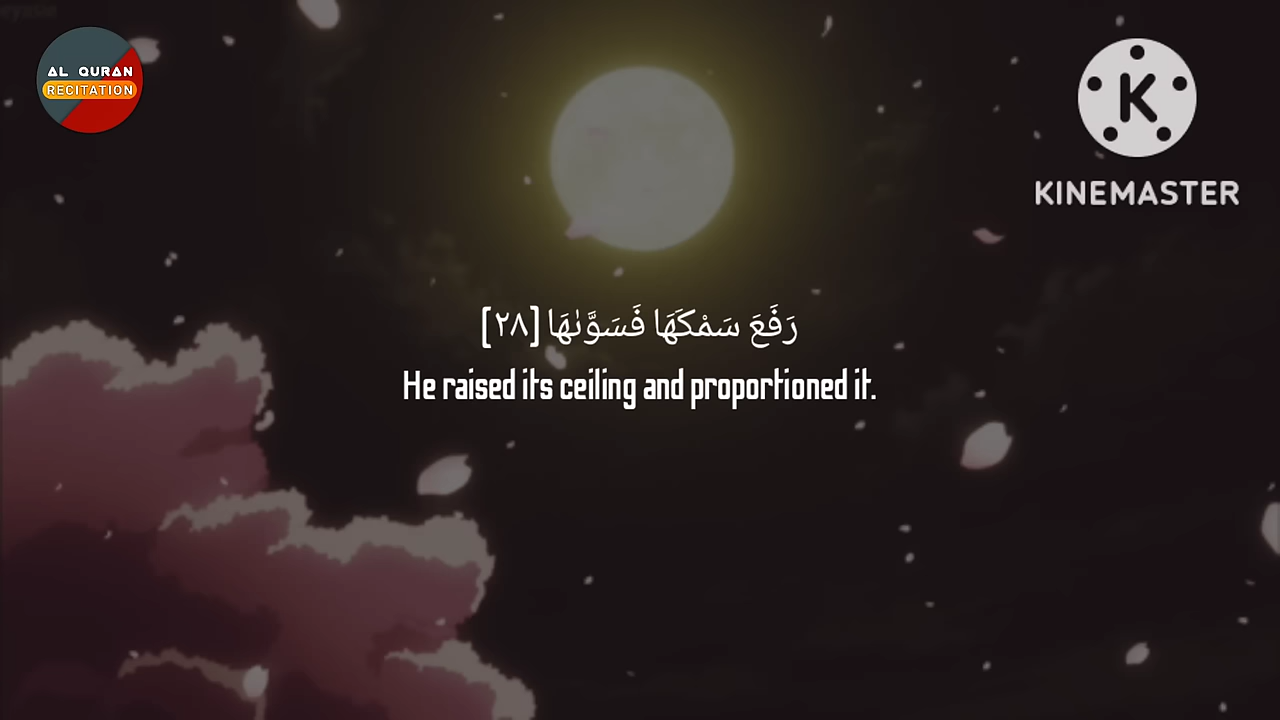 AL QURAN
RECITATION
K
KINEMASTER
رَفَعَ سَمْكَهَا فَسَوَّىٰهَا [٢٨]
He raised its ceiling and proportioned it.